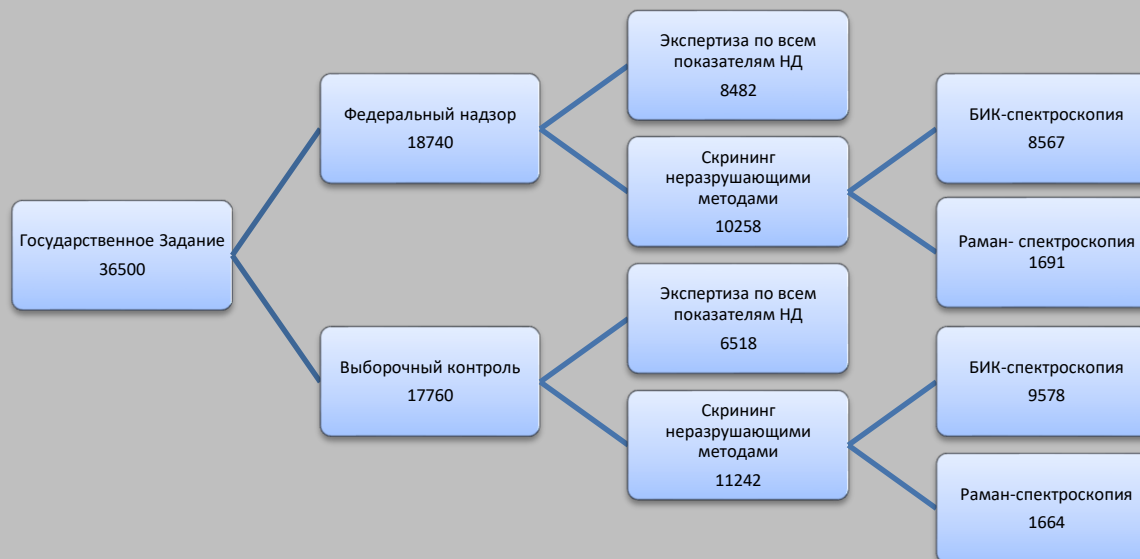 Государственное Задание
36500
Федеральный надзор
18740
Экспертиза по всем
показателям НД
8482
Скрининг
неразрушающими
методами
10258
БИК-спектроскопия
8567
Раман- спектроскопия
1691
Выборочный контроль
17760
Экспертиза по всем
показателям НД
6518
Скрининг
неразрушающими
методами
11242
БИК-спектроскопия
9578
Раман-спектроскопия
1664